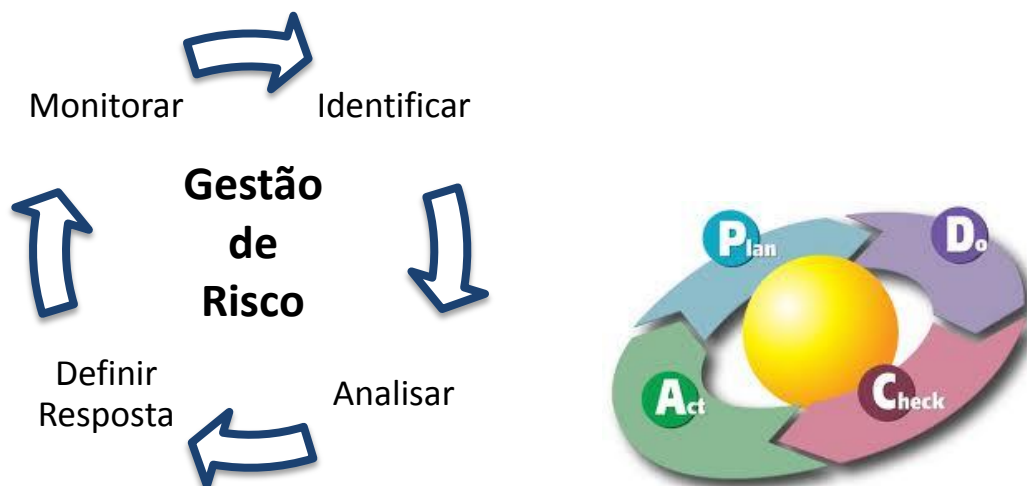 Monitorar
Identificar
Gestão
de
Risco
Definir
Resposta
Analisar
Plan
Do
Act
Check